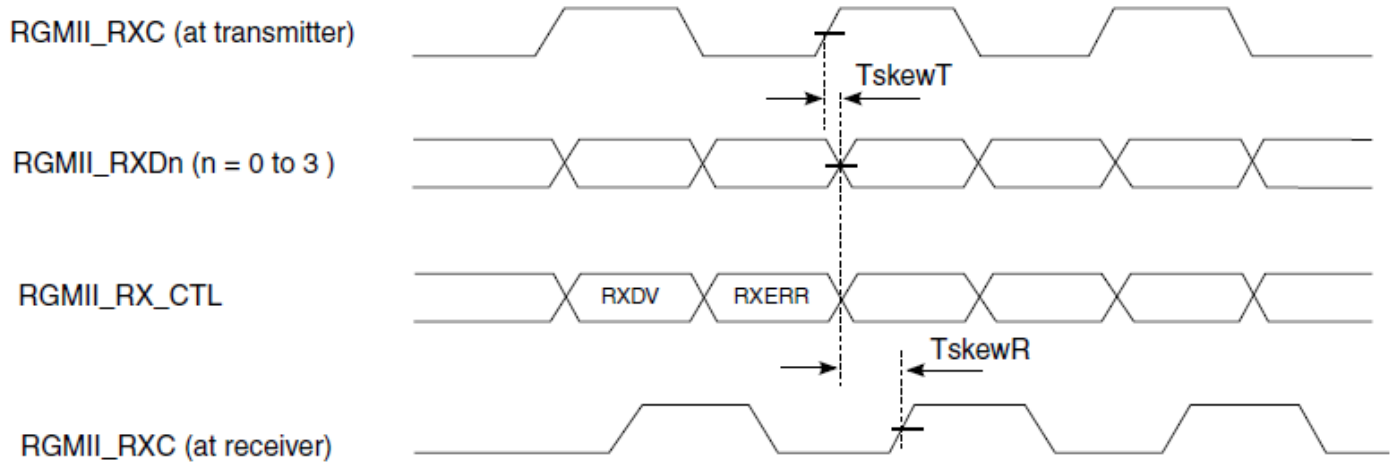 RGMII_RXC (at transmitter)
TskewT
RGMII_RXDn (n = 0 to 3 )
RGMII_RX_CTL
RXDV
RXERR
TskewR
RGMII_RXC (at receiver)